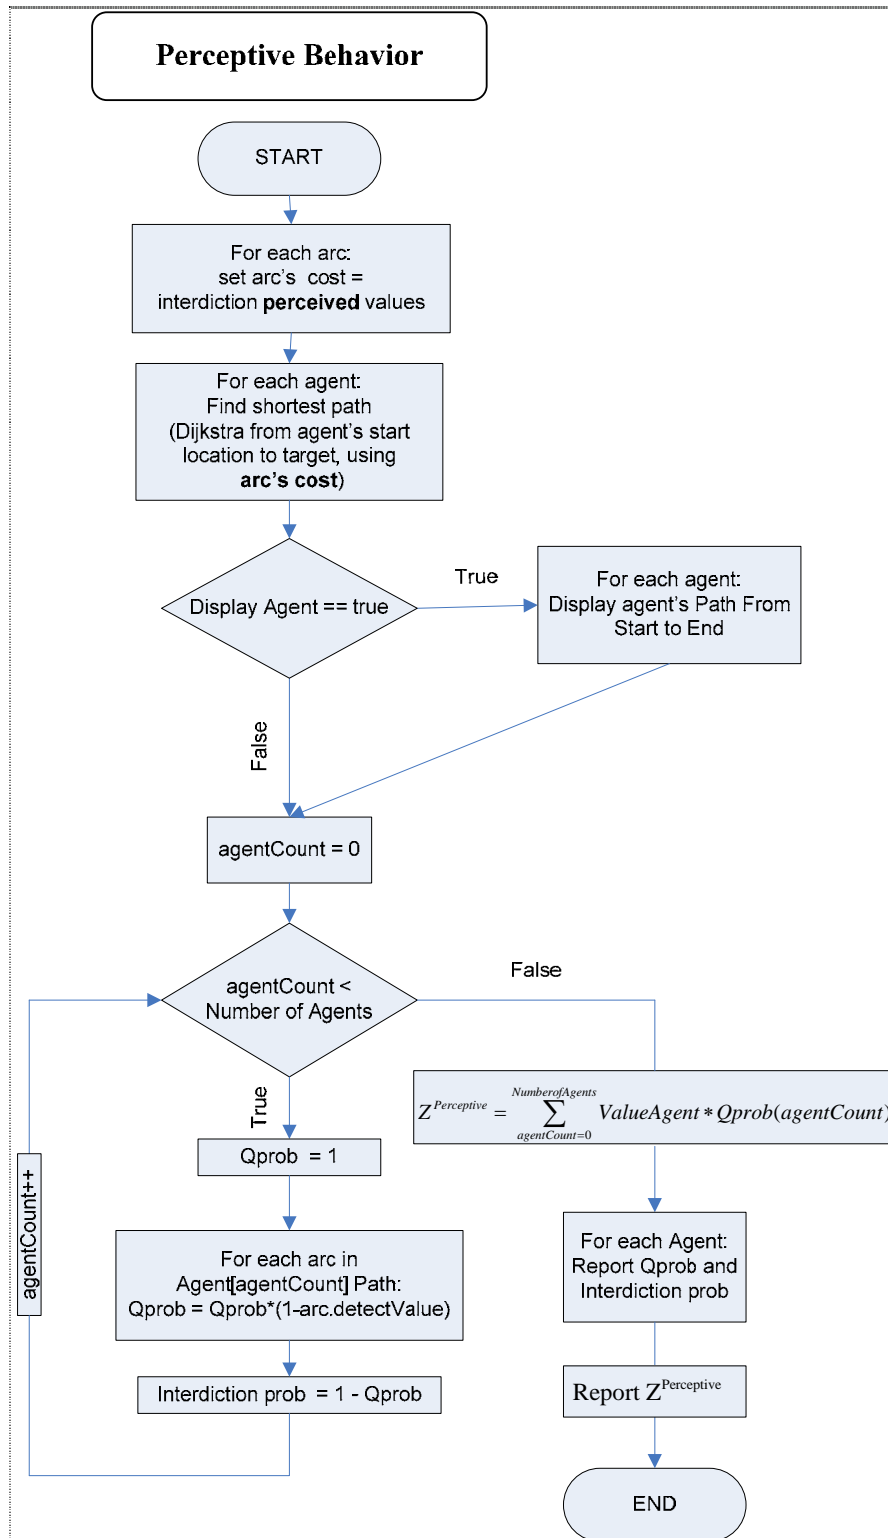 Perceptive Behavior
START
For each arc:
set arc's cost =
interdiction perceived values
For each agent:
Find shortest path
(Dijkstra from agent's start
location to target, using
arc's cost)
Display Agent == true
True
For each agent:
Display agent's Path From
Start to End
False
agentCount = 0
agentCount <
Number of Agents
False
True
Qprob = 1
agentCount++
For each arc in
Agent[agentCount] Path:
Qprob = Qprob*(1-arc.detectValue)
Interdiction prob = 1 - Qprob
Z^{Perceptive} = \sum_{agentCount=0}^{NumberofAgents} ValueAgent * Qprob(agentCount)
For each Agent:
Report Qprob and
Interdiction prob
Report Z^{Perceptive}
END